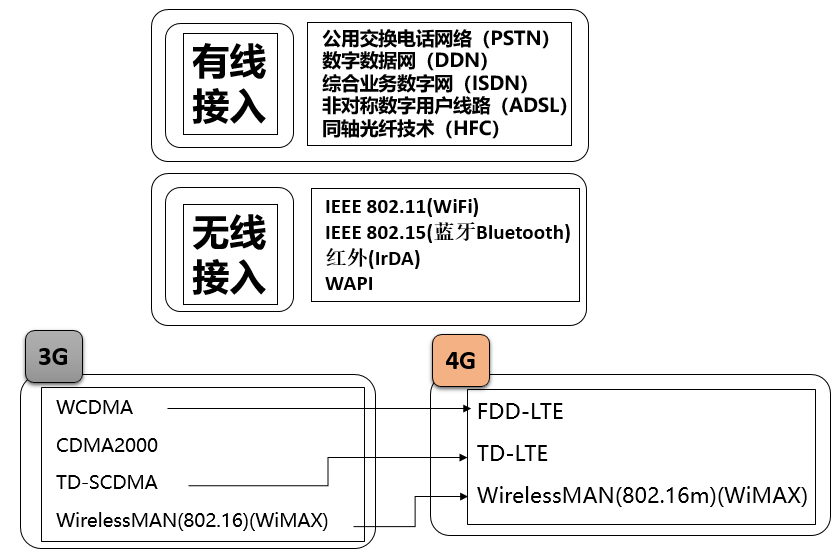 有线
接入
公用交换电话网络（PSTN）
数字数据网（DDN）
综合业务数字网（ISDN）
非对称数字用户线路（ADSL）
同轴光纤技术（HFC）
无线
接入
IEEE 802.11(WiFi)
IEEE 802.15(蓝牙Bluetooth)
红外(IrDA)
WAPI
3G
WCDMA
CDMA2000
TD-SCDMA
WirelessMAN(802.16)(WiMAX)
4G
FDD-LTE
TD-LTE
WirelessMAN(802.16m)(WiMAX)